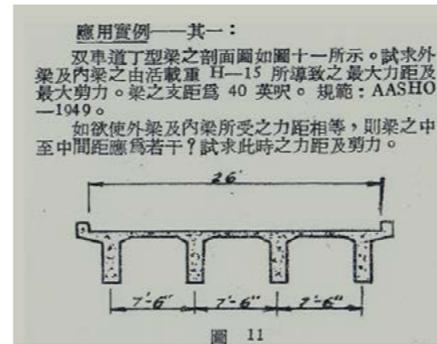 應用實例——其一:
双車道丁型梁之剖面圖如圖十一所示。試求外
梁及內梁之由活載重 H—15 所導致之最大力距及
最大剪力。梁之支距爲 40 英呎。 規範:AASHO
—1949。
如欲使外梁及內梁所受之力距相等,則梁之中
至中間距應爲若干?試求此時之力距及剪力。
26'
7'-6" 7'-6" 7'-6"
圖 11